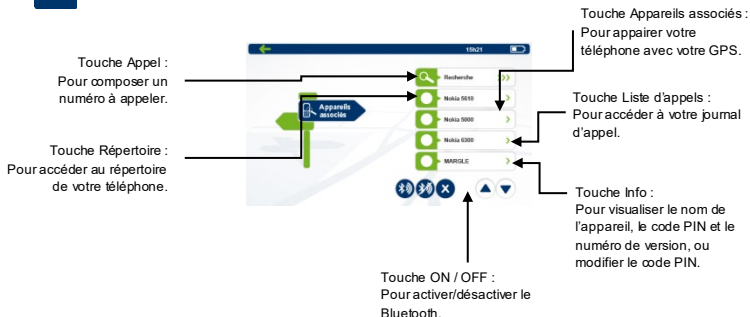 Touche Appareils associés :
Pour appairer votre
téléphone avec votre GPS.
15h21
Touche Appel :
Pour composer un
numéro à appeler.
Recherche
Nokia 5610
Appareils
associés
Nokia 5000
Touche Liste d'appels :
Pour accéder à votre journal
d'appel.
Nokia 6300
Touche Répertoire :
Pour accéder au répertoire
de votre téléphone.
MARGLE
Touche Info :
Pour visualiser le nom de
l'appareil, le code PIN et le
numéro de version, ou
modifier le code PIN.
Touche ON / OFF :
Pour activer/désactiver le
Bluetooth.